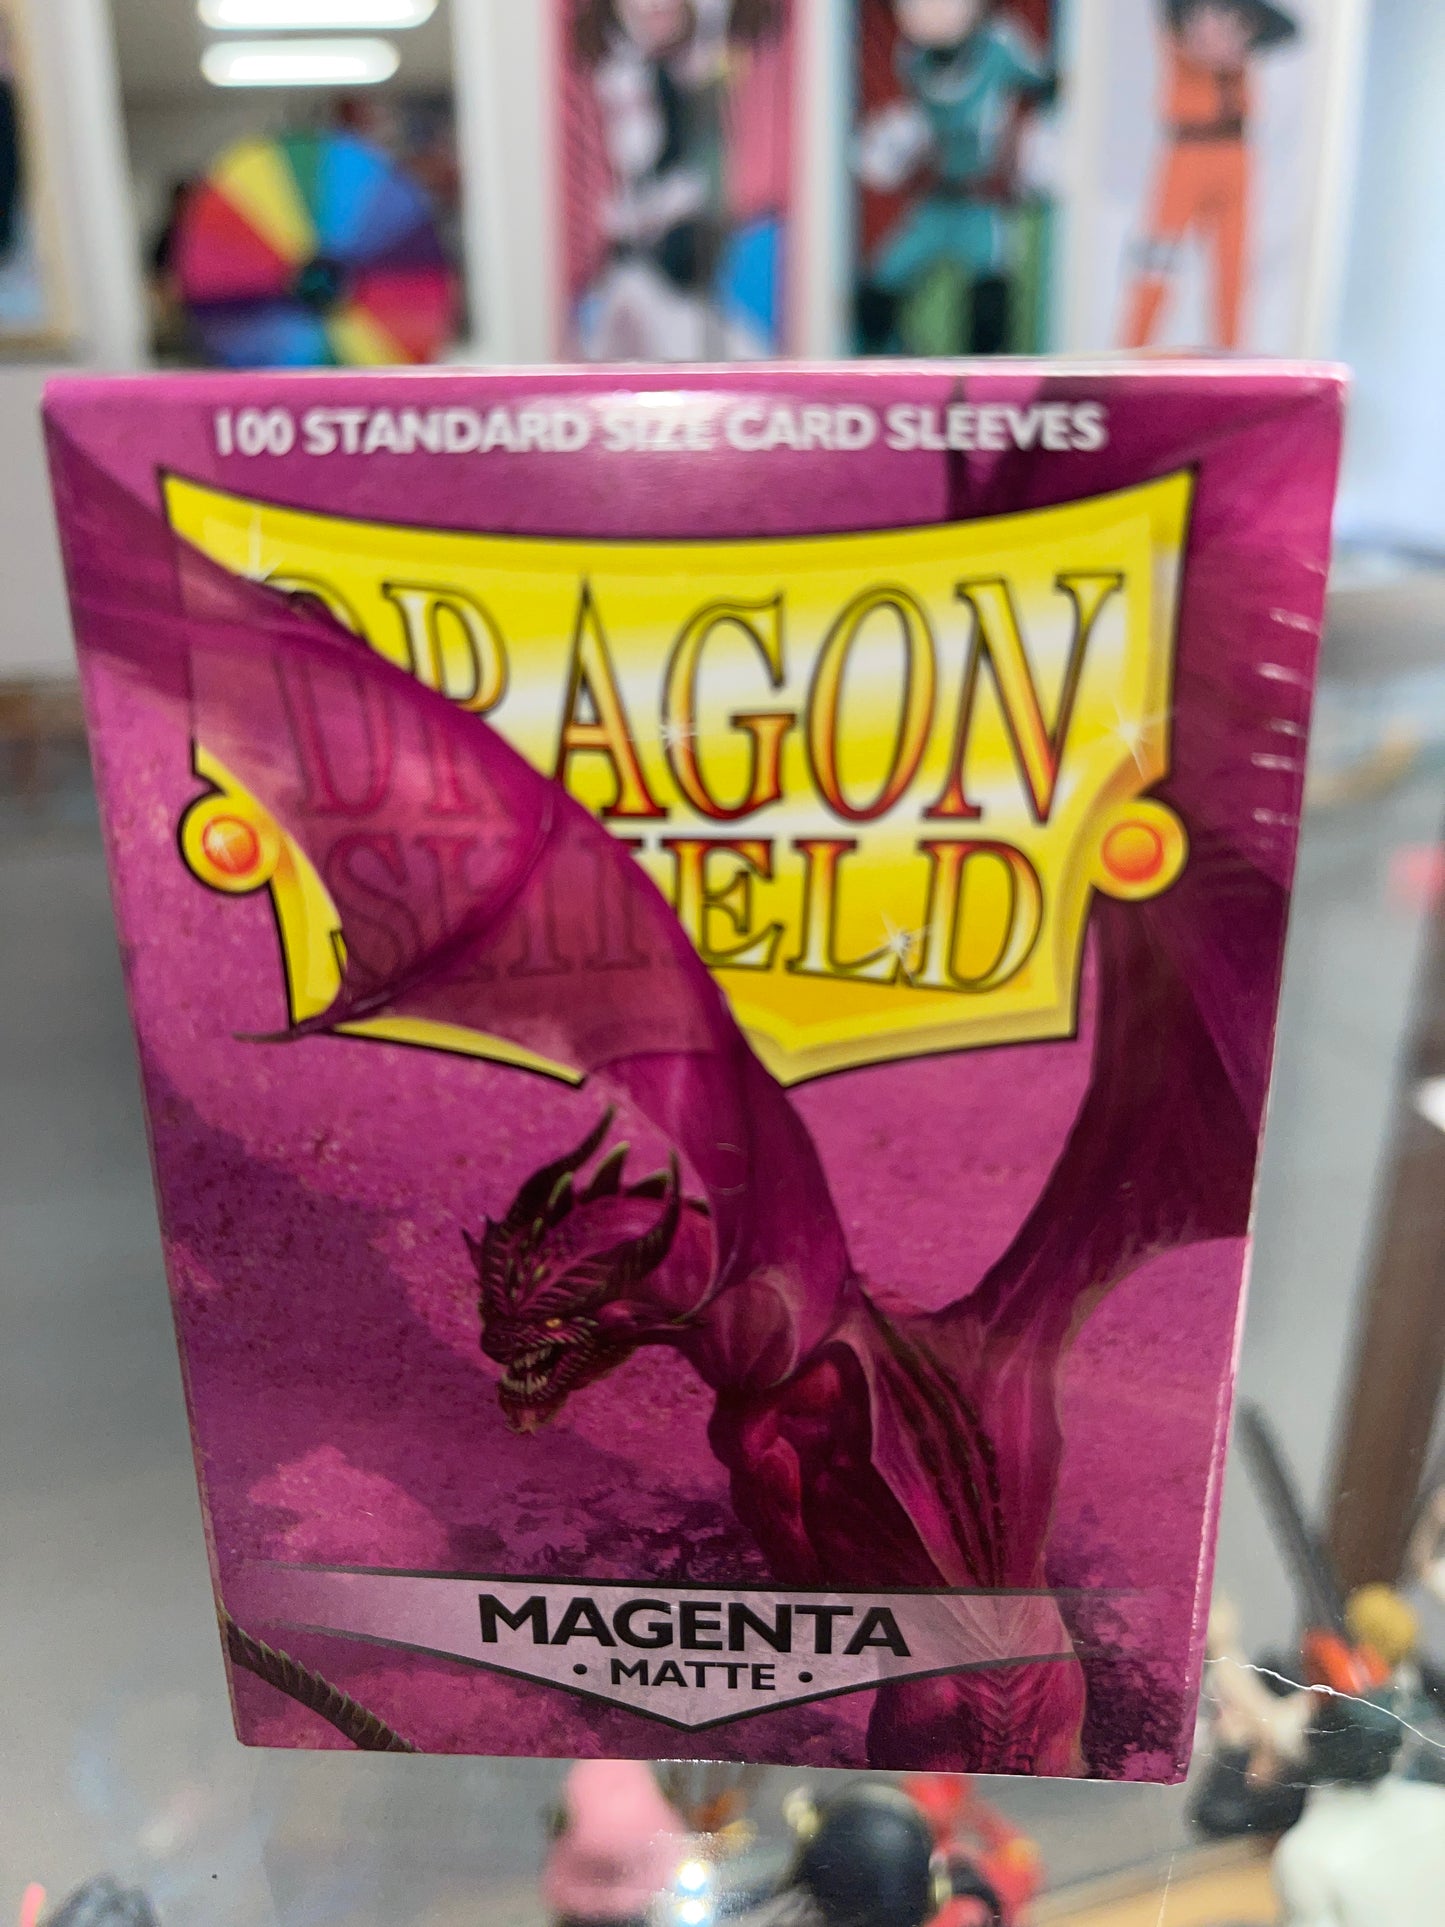 100 STANDARD SIZE CARD SLEEVES
DRAGON
SHIELD
MAGENTA
• MATTE •